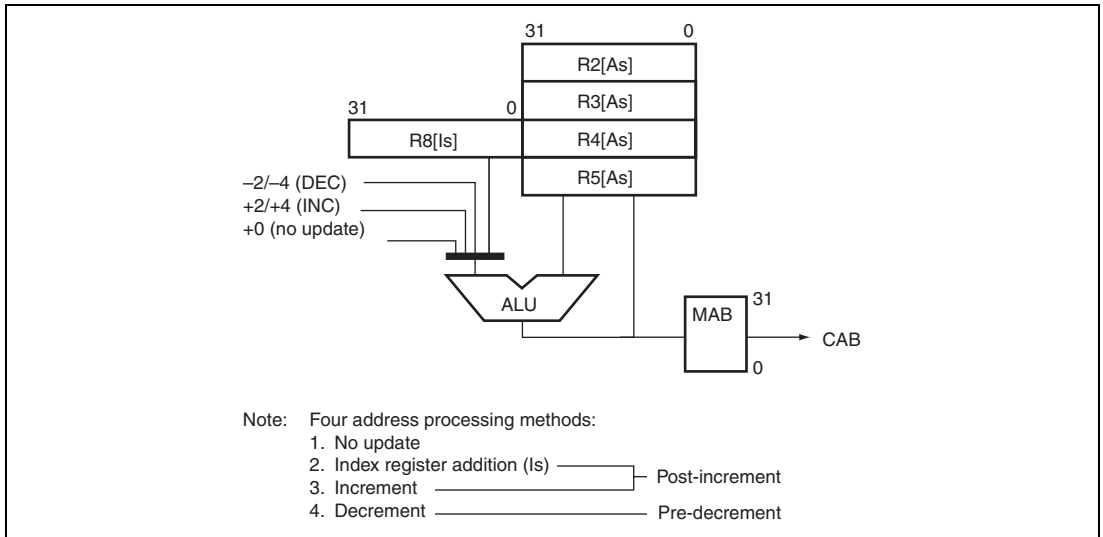 31 0
R2[As]
R3[As]
31 0
R8[Is] R4[As]
R5[As]
–2/–4 (DEC)
+2/+4 (INC)
+0 (no update)
ALU
MAB
31
CAB
0
Note: Four address processing methods:
1. No update
2. Index register addition (Is)
Post-increment
3. Increment
4. Decrement Pre-decrement